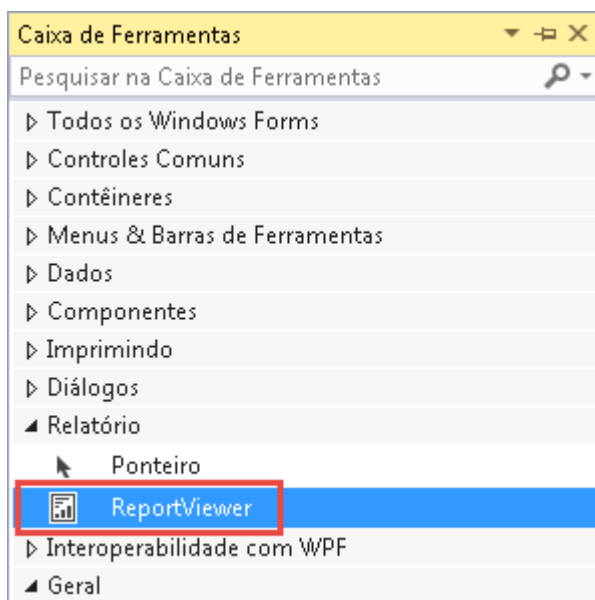 Caixa de Ferramentas
Pesquisar na Caixa de Ferramentas
Todos os Windows Forms
Controles Comuns
Contêineres
Menus & Barras de Ferramentas
Dados
Componentes
Imprimindo
Diálogos
Relatório
Ponteiro
ReportViewer
Interoperabilidade com WPF
Geral